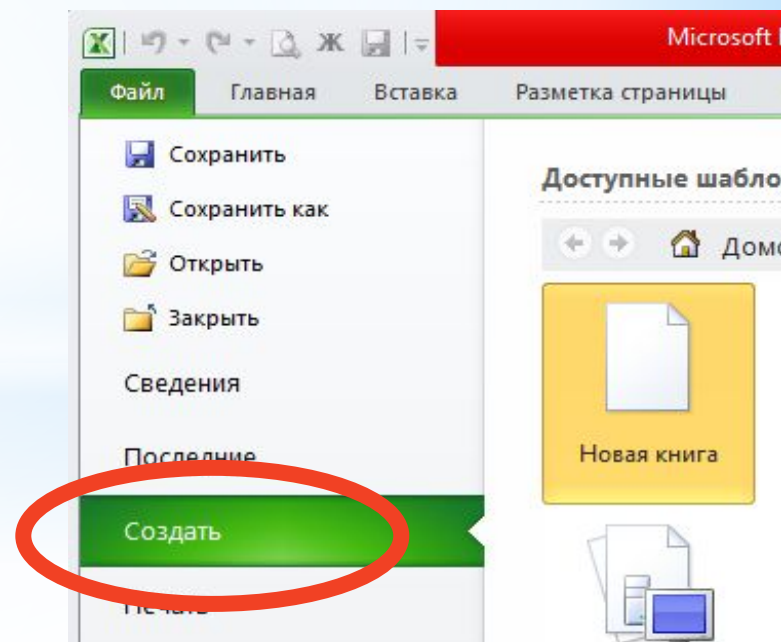 Ж
Microsoft
Файл Главная Вставка Разметка страницы
Сохранить
Сохранить как
Открыть
Закрыть
Сведения
Последние
Создать
Печать
Доступные шабло
Домо
Новая книга